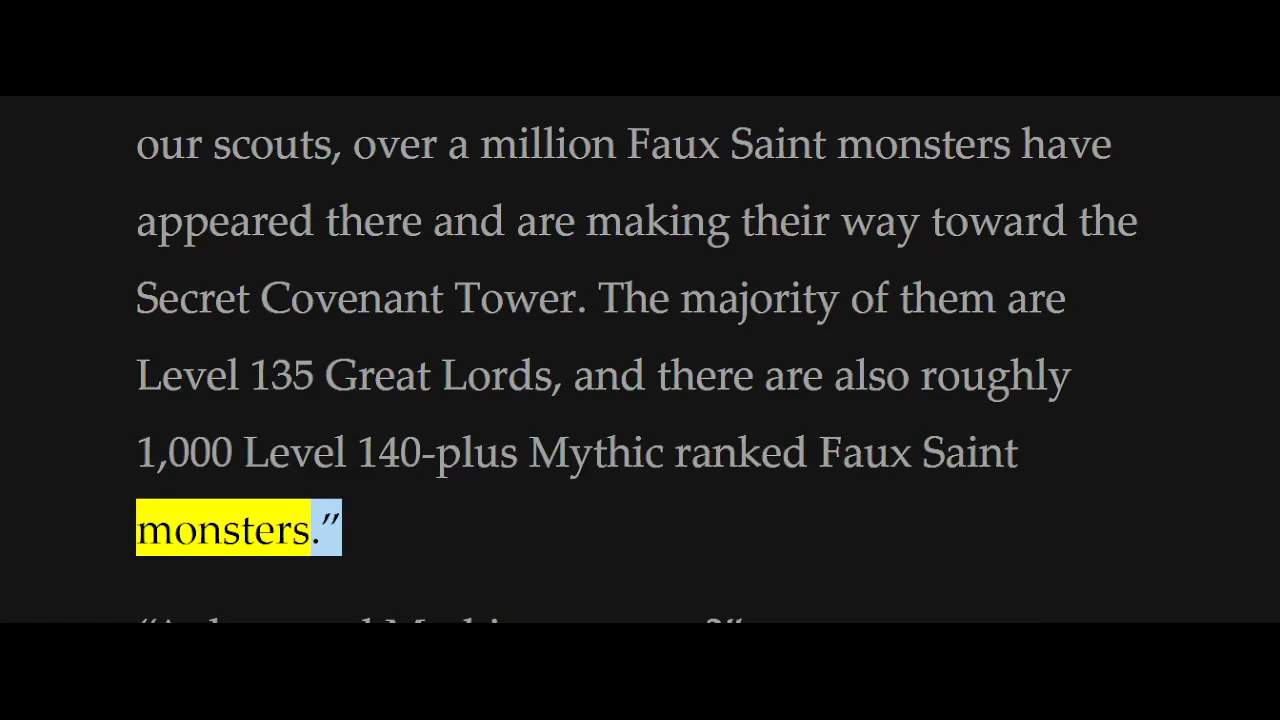 our scouts, over a million Faux Saint monsters have
appeared there and are making their way toward the
Secret Covenant Tower. The majority of them are
Level 135 Great Lords, and there are also roughly
1,000 Level 140-plus Mythic ranked Faux Saint
monsters.”